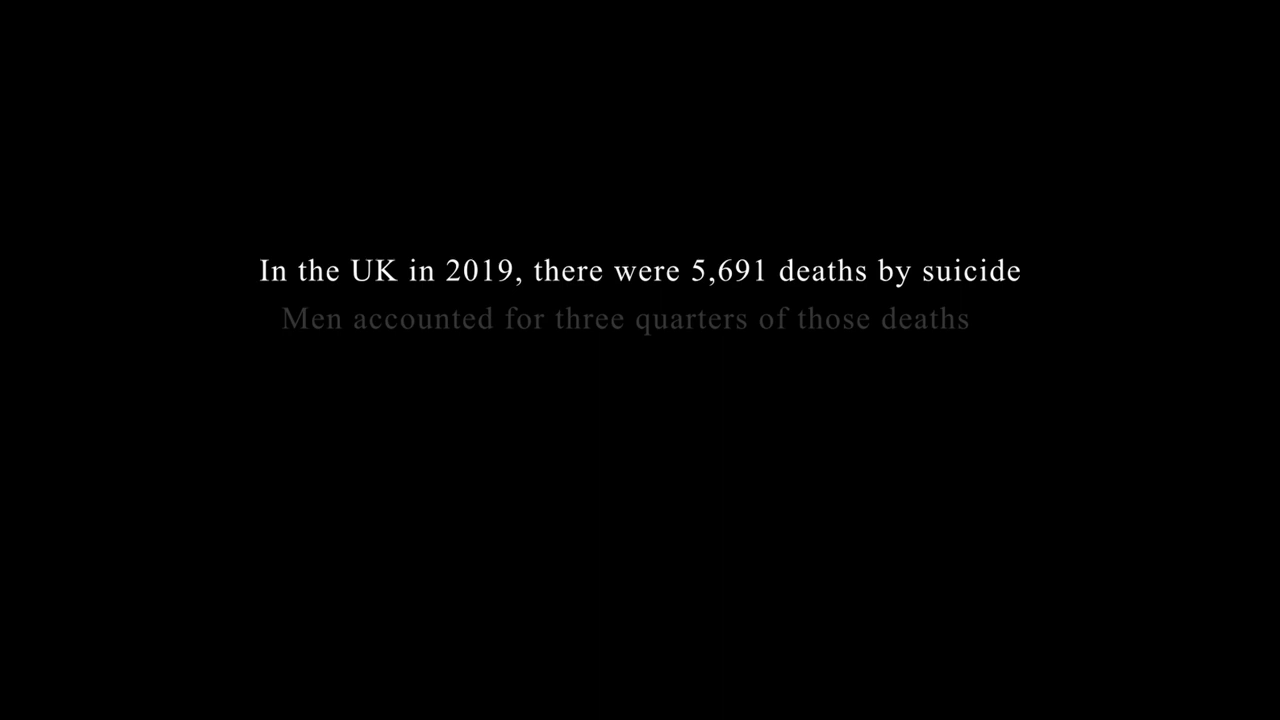 In the UK in 2019, there were 5,691 deaths by suicide
Men accounted for three quarters of those deaths